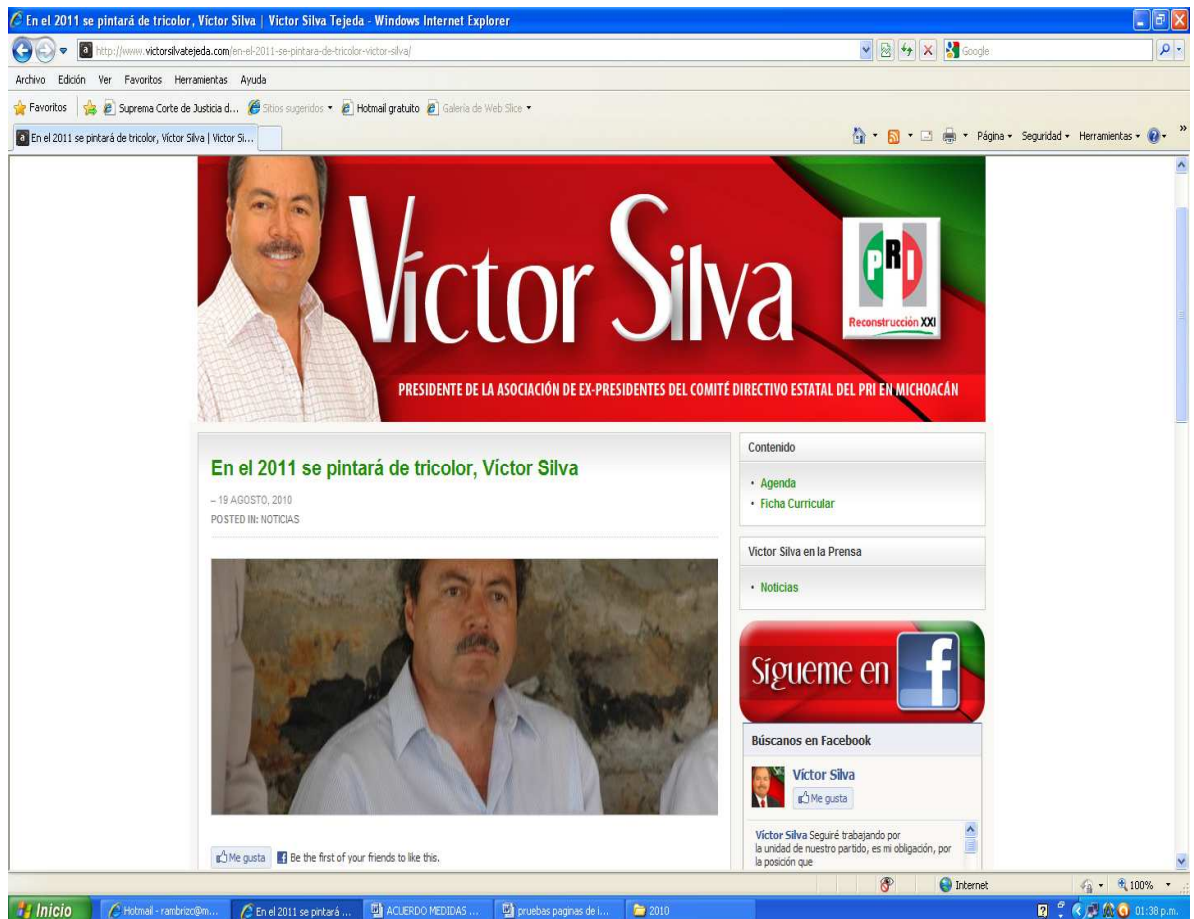 En el 2011 se pintará de tricolor, Víctor Silva | Victor Silva Tejeda - Windows Internet Explorer
http://www.victorsilvatejeda.com/en-el-2011-se-pintara-de-tricolor-victor-silva/
Google
Archivo Edición Ver Favoritos Herramientas Ayuda
Favoritos Suprema Corte de Justicia d... Sitios sugeridos Hotmail gratuito Galería de Web Slice
En el 2011 se pintará de tricolor, Víctor Silva | Victor Si...
Página Seguridad Herramientas
Víctor Silva
PRI
Reconstrucción XXI
PRESIDENTE DE LA ASOCIACIÓN DE EX-PRESIDENTES DEL COMITÉ DIRECTIVO ESTATAL DEL PRI EN MICHOACÁN
En el 2011 se pintará de tricolor, Víctor Silva
– 19 AGOSTO, 2010
POSTED IN: NOTICIAS
Me gusta Be the first of your friends to like this.
Contenido
• Agenda
• Ficha Curricular
Victor Silva en la Prensa
• Noticias
Sígueme en f
Búscanos en Facebook
Víctor Silva
Me gusta
Víctor Silva Seguiré trabajando por
la unidad de nuestro partido, es mi obligación, por
la posición que
Internet 100%
Inicio Hotmail - rambrizo@m... En el 2011 se pintará ... ACUERDO MEDIDAS ... pruebas paginas de i... 2010 01:38 p.m.